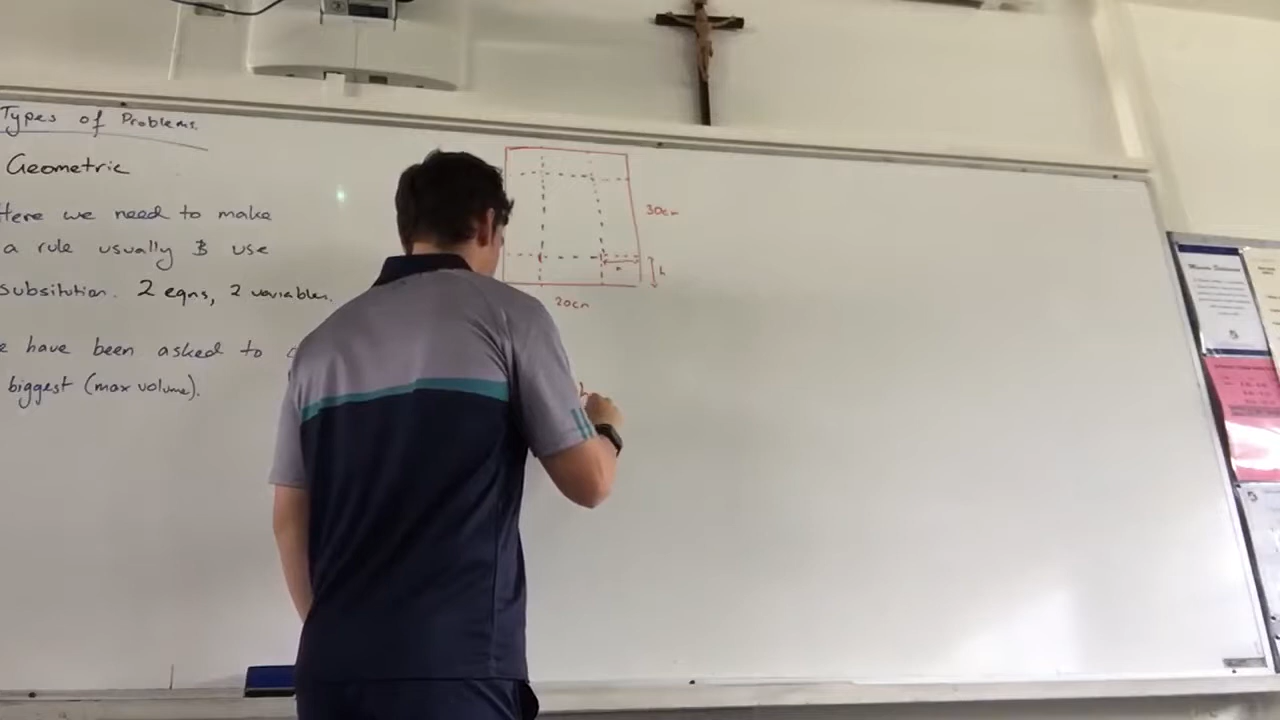 Types of Problems.
Geometric
Here we need to make
a rule usually & use
subsitution. 2 eqns, 2 variables.
have been asked to
biggest (max volume).
30cm
h
20cm